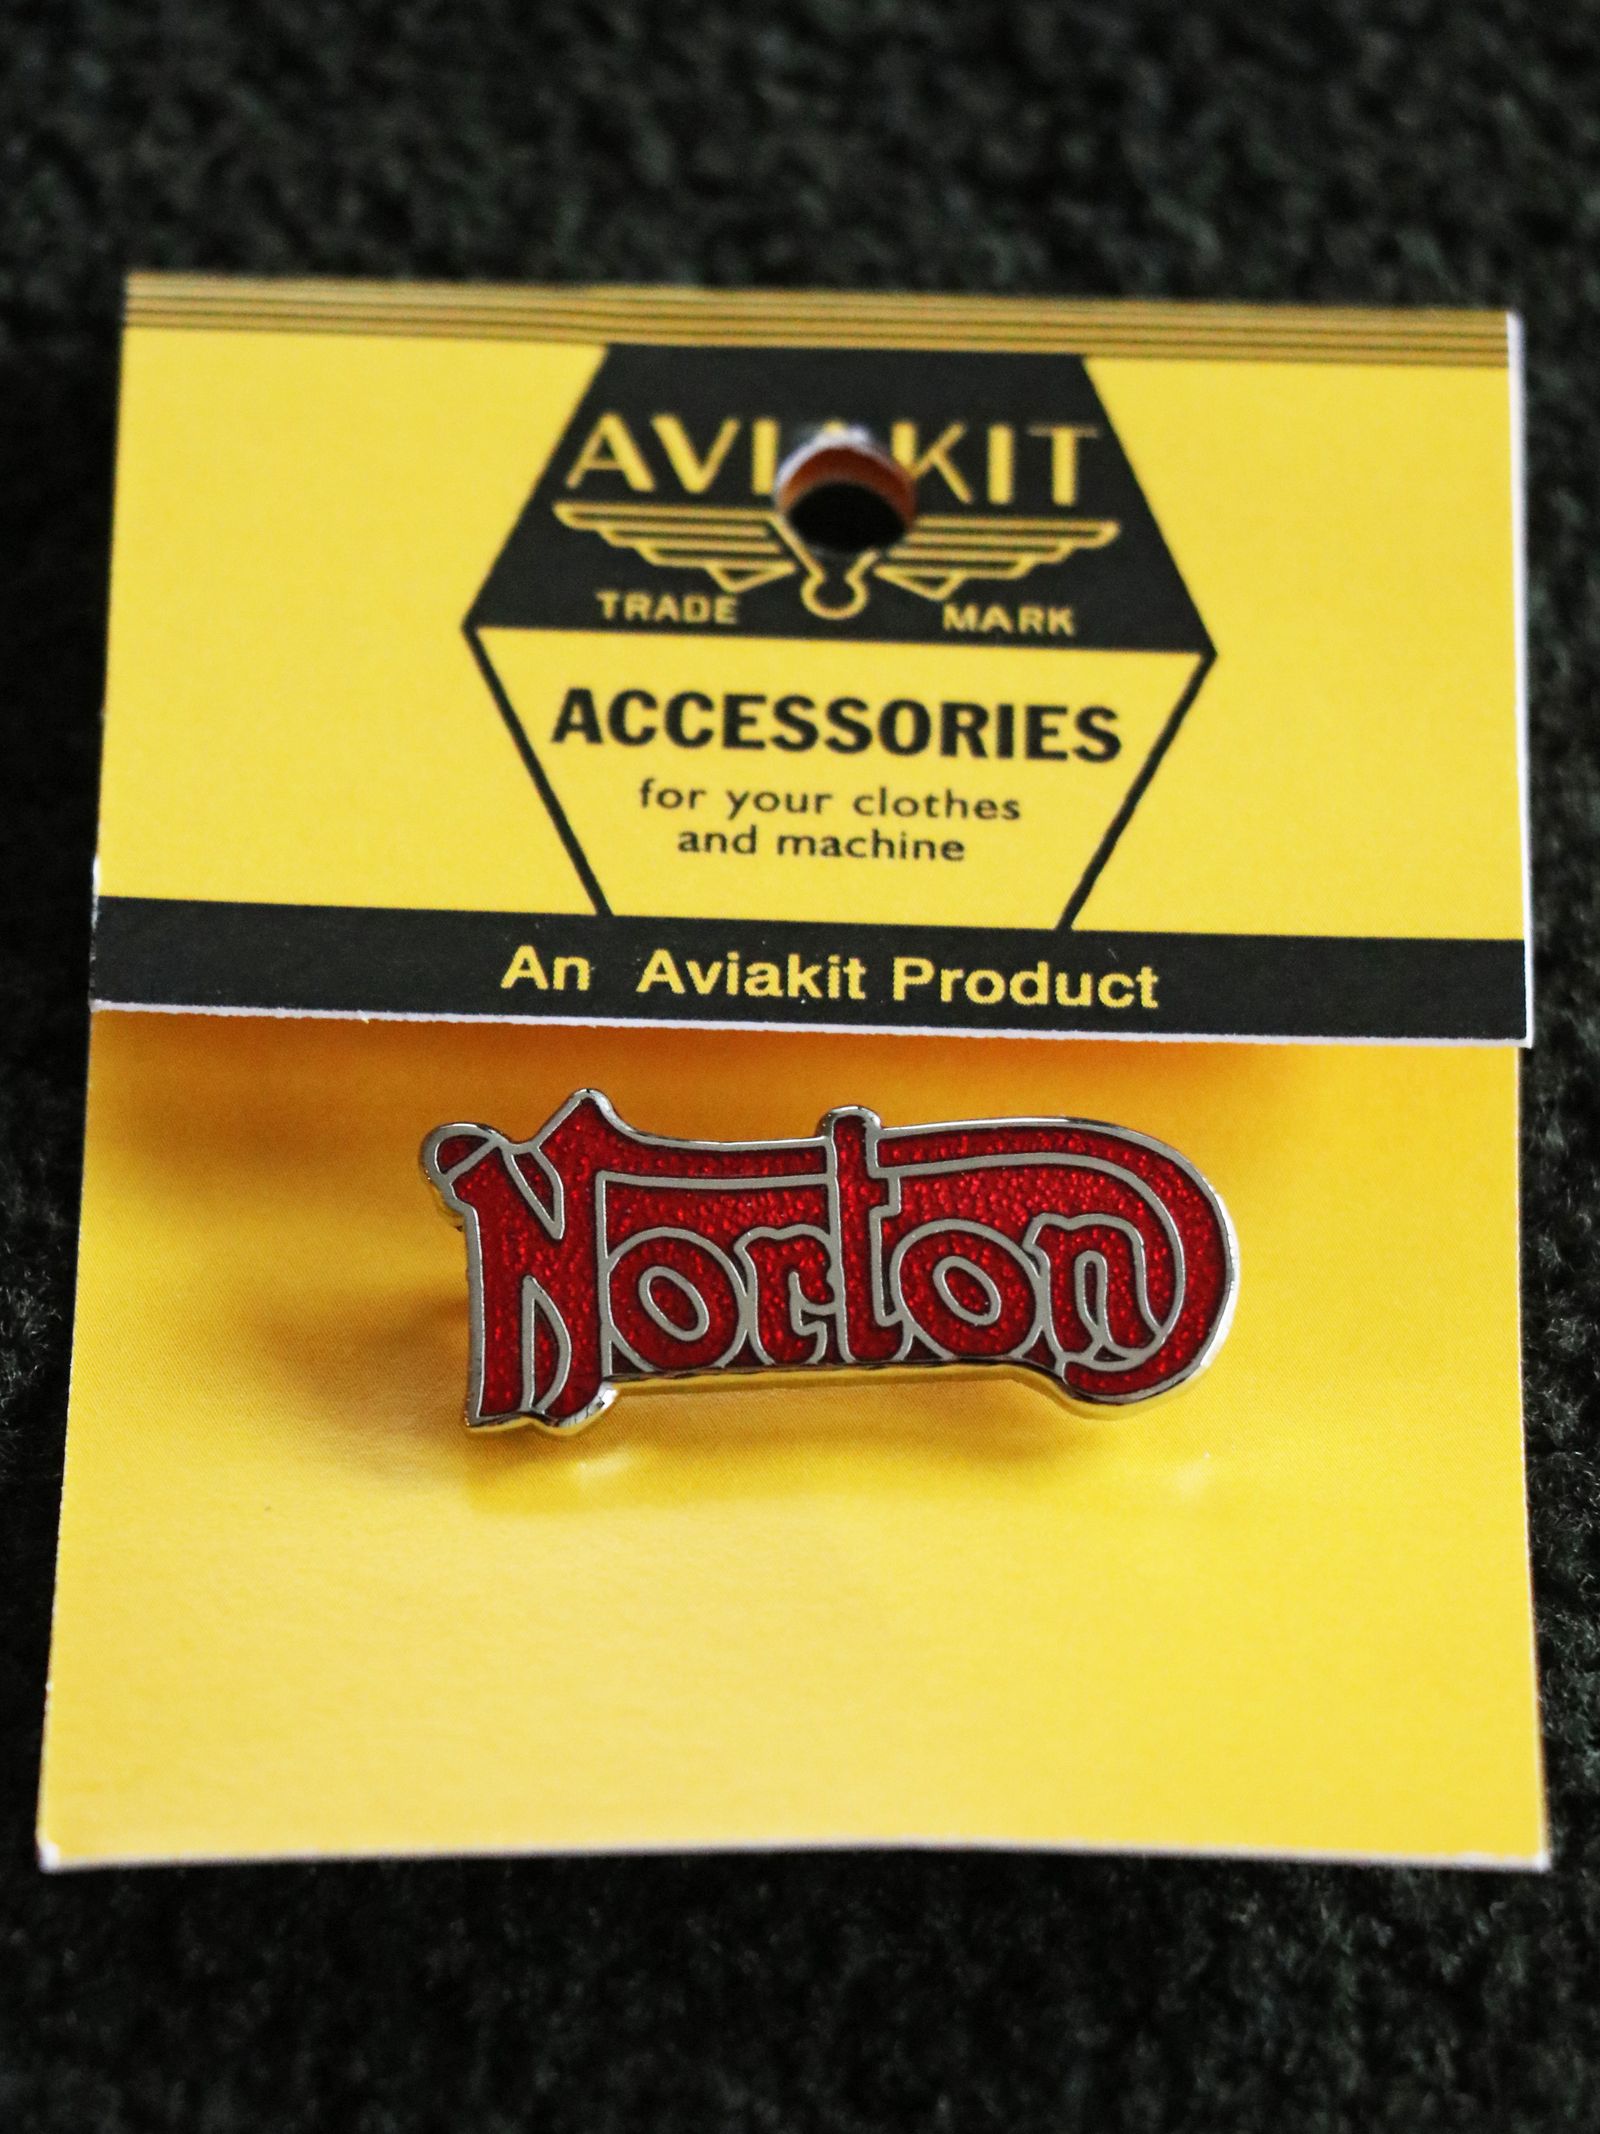 AVIAKIT
TRADE MARK
ACCESSORIES
for your clothes
and machine
An Aviakit Product
Norton